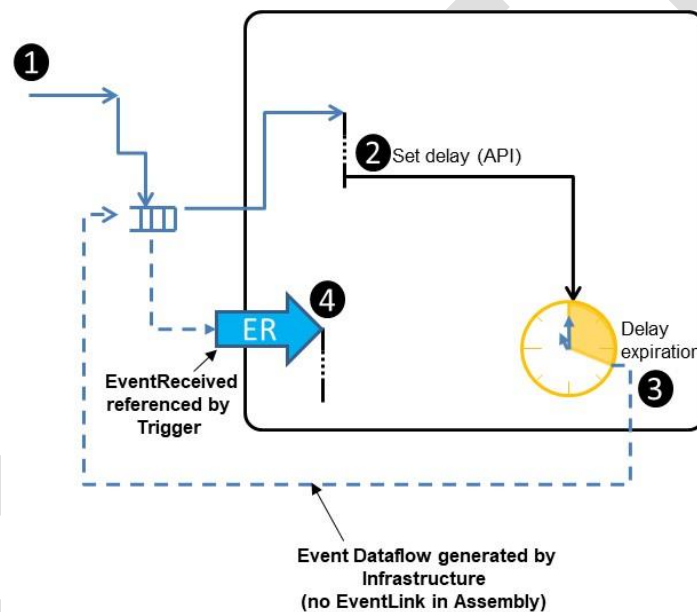 1
2 Set delay (API)
ER
4
Delay
expiration
3
EventReceived
referenced by
Trigger
Event Dataflow generated by
Infrastructure
(no EventLink in Assembly)